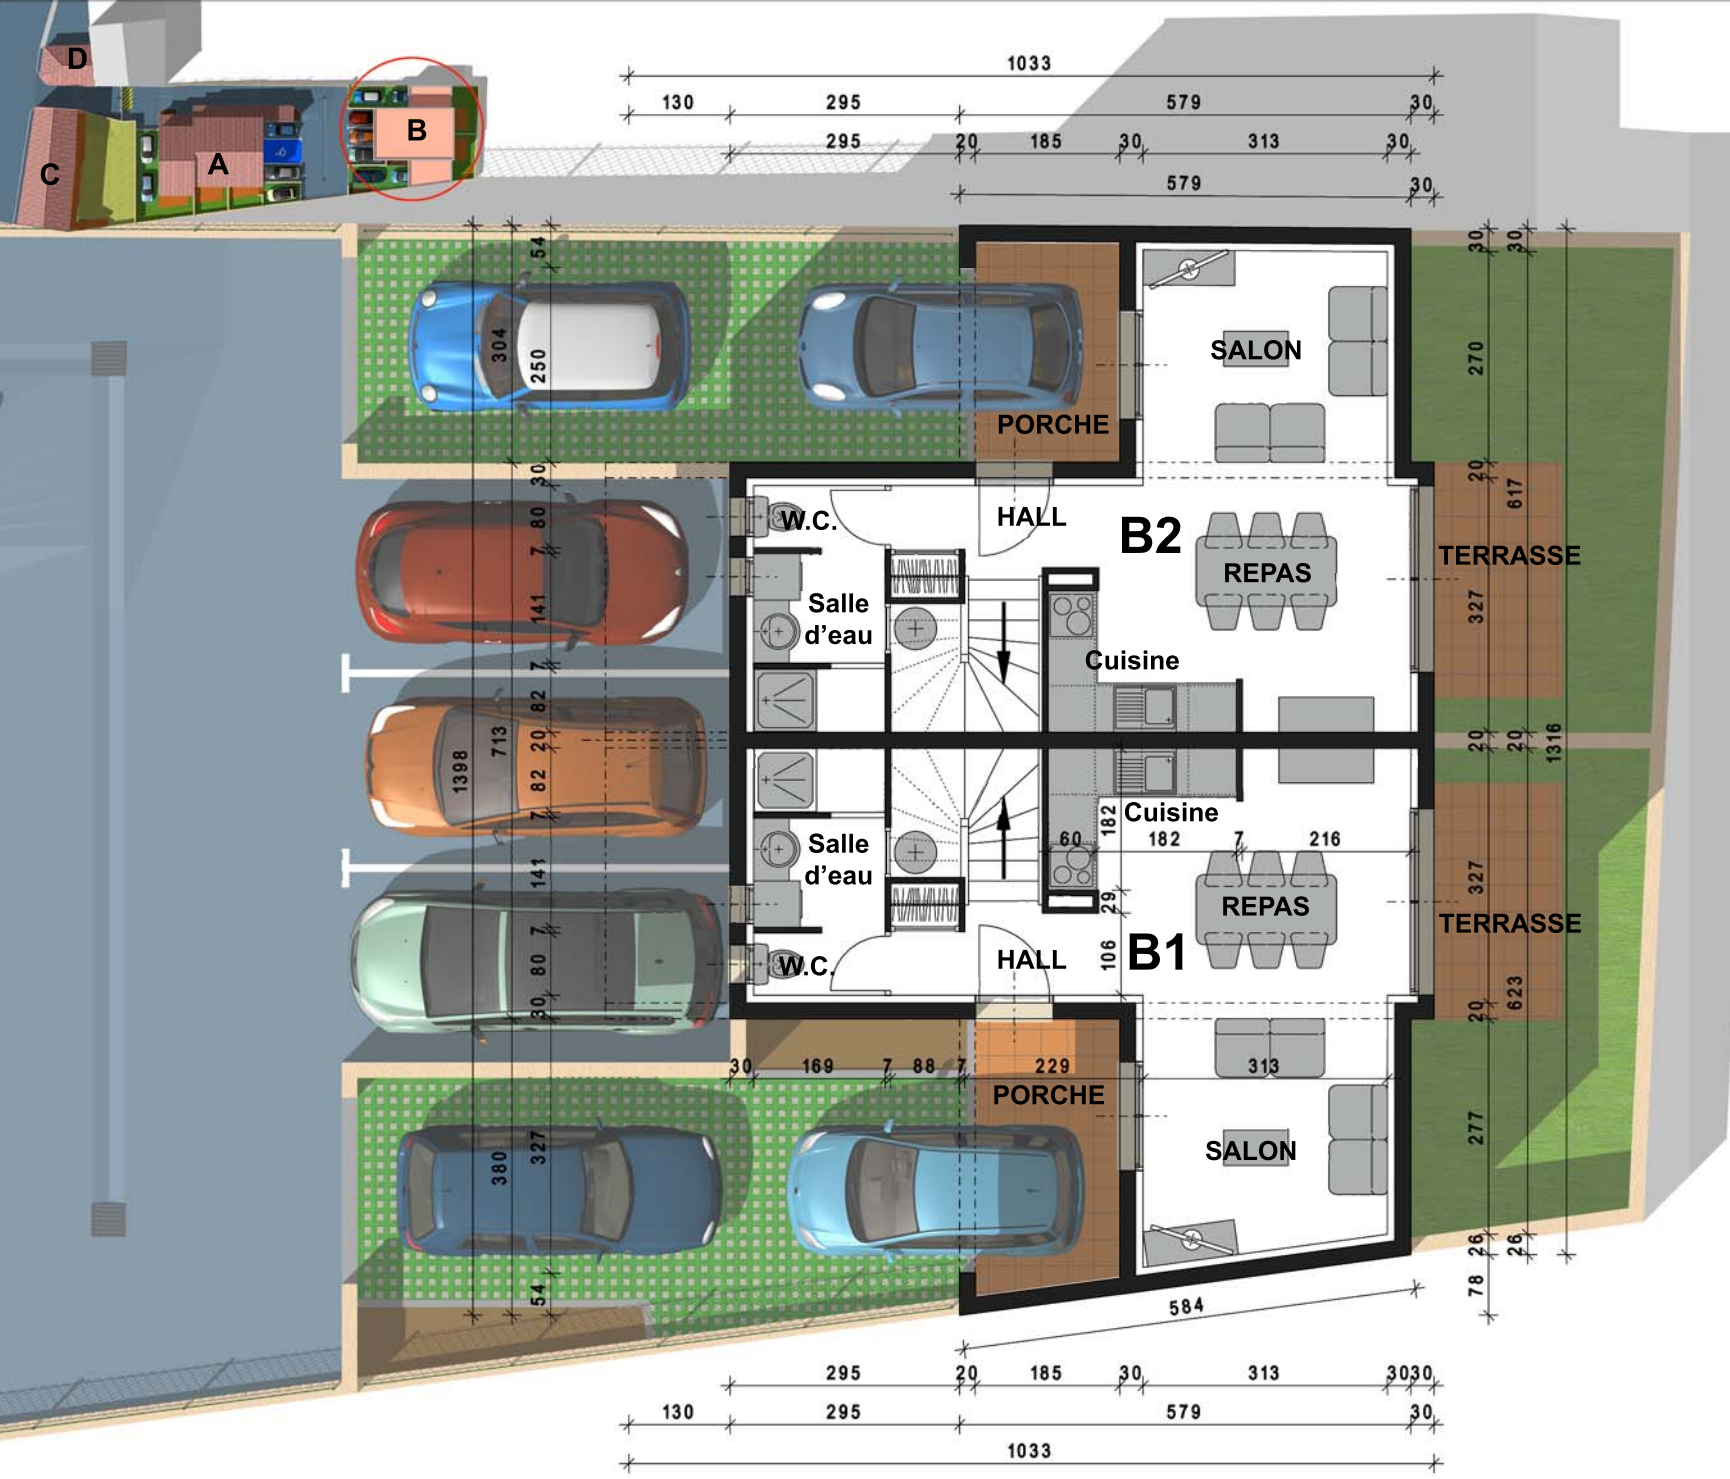 D
C
A
B
1033
130 295 579 30
295 20 185 30 313 30
579 30
54
304
250
30
80
7
141
7
82
1398
713
20
82
7
141
7
80
30
380
327
54
30 30
270
20
617
327
20 20
1316
327
20
623
277
26 26
78
SALON
PORCHE
W.C.
HALL
B2
REPAS
TERRASSE
Salle
d'eau
Cuisine
Cuisine
182
60 182 7 216
Salle
d'eau
29
REPAS
TERRASSE
106
B1
W.C.
HALL
30 169 7 88 7 229 313
PORCHE
SALON
584
295 20 185 30 313 30 30
130 295 579 30
1033